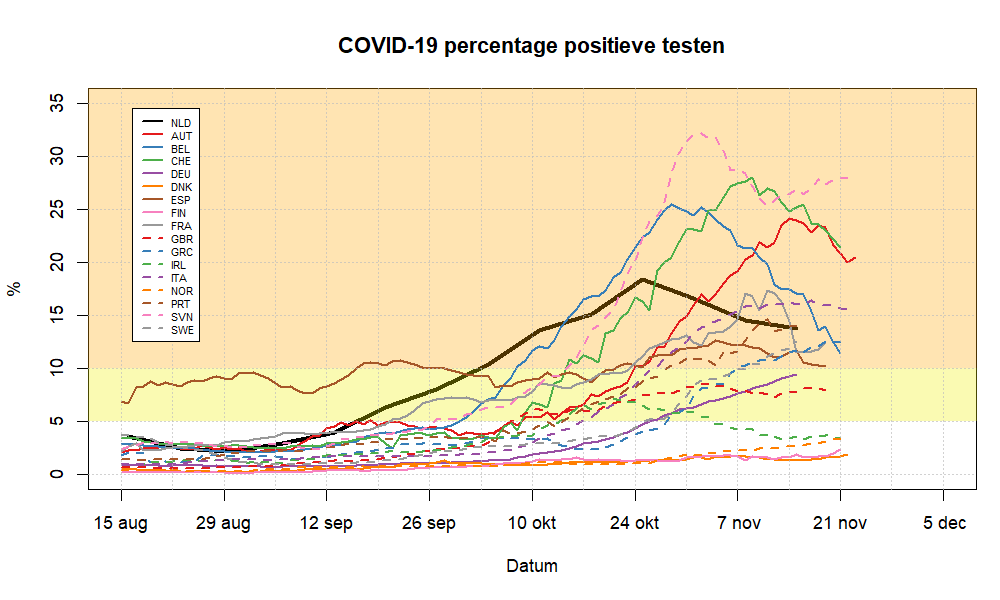 COVID-19 percentage positieve testen
%
35
30
25
20
15
10
5
0
NLD
AUT
BEL
CHE
DEU
DNK
ESP
FIN
FRA
GBR
GRC
IRL
ITA
NOR
PRT
SVN
SWE
15 aug 29 aug 12 sep 26 sep 10 okt 24 okt 7 nov 21 nov 5 dec
Datum